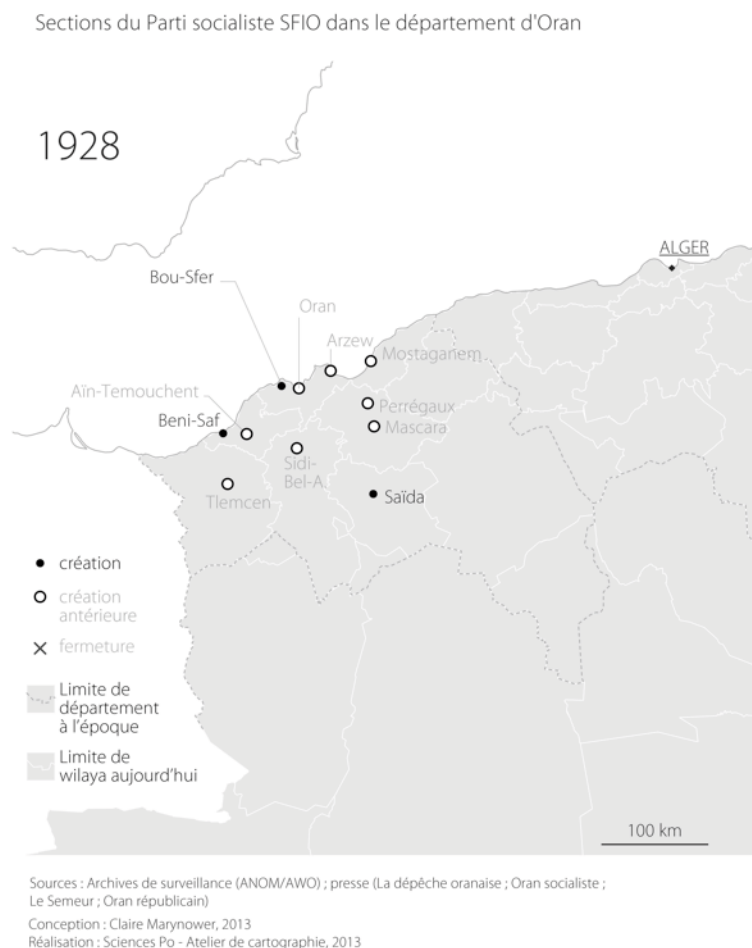 Sections du Parti socialiste SFIO dans le département d'Oran
1928
ALGER
Bou-Sfer
Oran
Arzew
Mostaganem
Aïn-Temouchent
Perrégaux
Beni-Saf
Mascara
Sidi-
Bel-A.
Tlemcen
Saïda
création
création
antérieure
fermeture
Limite de
département
à l'époque
Limite de
wilaya aujourd'hui
100 km
Sources : Archives de surveillance (ANOM/AWO) ; presse (La dépêche oranaise ; Oran socialiste ;
Le Semeur ; Oran républicain)
Conception : Claire Marynower, 2013
Réalisation : Sciences Po - Atelier de cartographie, 2013